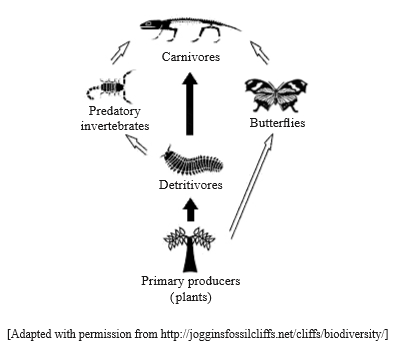 Carnivores
Predatory
invertebrates
Butterflies
Detritivores
Primary producers
(plants)
[Adapted with permission from http://jogginsfossilcliffs.net/cliffs/biodiversity/]